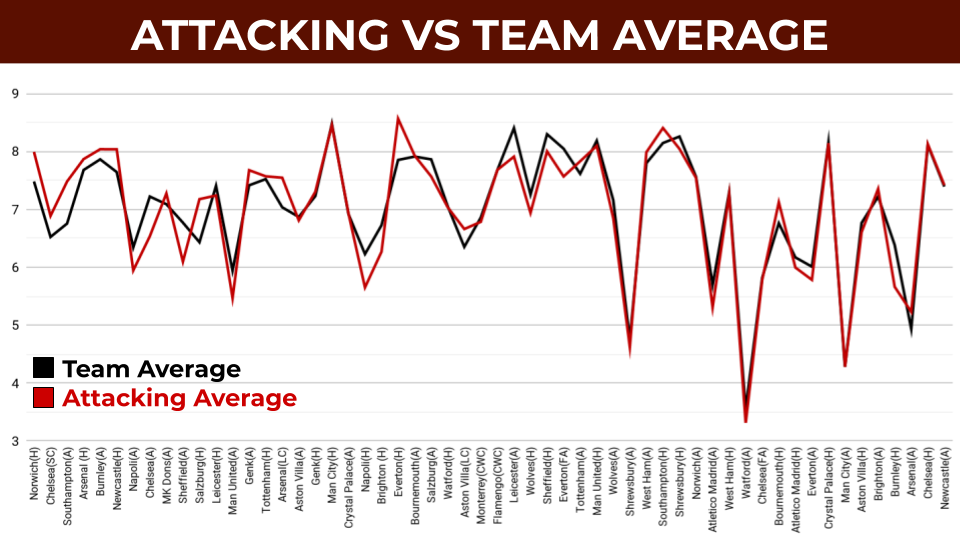 ATTACKING VS TEAM AVERAGE
9
8
7
6
5
4
3
Team Average
Attacking Average
Norwich(H)
Chelsea(SC)
Southampton(A)
Arsenal (H)
Burnley(A)
Newcastle(H)
Napoli(A)
Chelsea(A)
MK Dons(A)
Sheffield(A)
Salzburg(H)
Leicester(H)
Man United(A)
Genk(A)
Tottenham(H)
Arsenal(LC)
Aston Villa(A)
Genk(H)
Man City(H)
Crystal Palace(A)
Napoli(H)
Brighton (H)
Everton(H)
Bournemouth(A)
Salzburg(A)
Watford(H)
Aston Villa(LC)
Monterrey(CWC)
Flamengo(CWC)
Leicester(A)
Wolves(H)
Sheffield(H)
Everton(FA)
Tottenham(A)
Man United(H)
Wolves(A)
Shrewsbury(A)
West Ham(A)
Southampton(H)
Shrewsbury(H)
Norwich(A)
Atletico Madrid(A)
West Ham(H)
Watford(A)
Chelsea(FA)
Bournemouth(H)
Atletico Madrid(H)
Everton(A)
Crystal Palace(H)
Man City(A)
Aston Villa(H)
Brighton(A)
Burnley(H)
Arsenal(A)
Chelsea(H)
Newcastle(A)